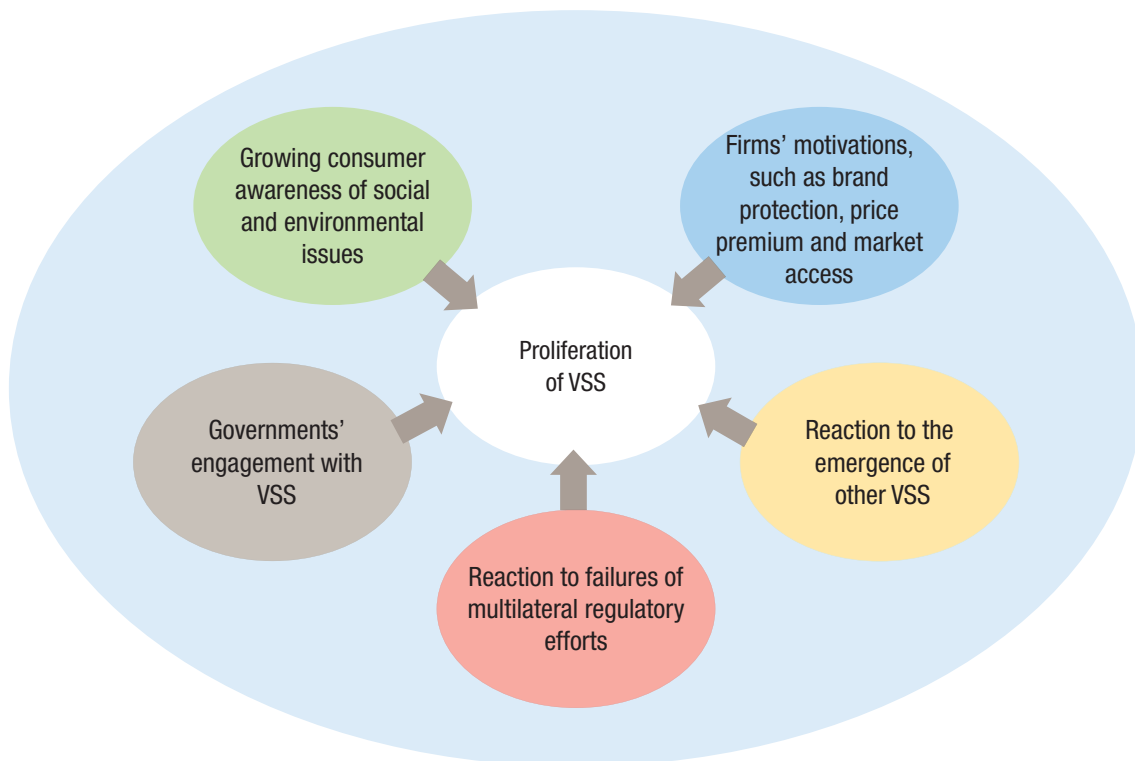 Growing consumer
awareness of social
and environmental
issues
Firms’ motivations,
such as brand
protection, price
premium and market
access
Proliferation
of VSS
Governments’
engagement with
VSS
Reaction to the
emergence of
other VSS
Reaction to failures of
multilateral regulatory
efforts